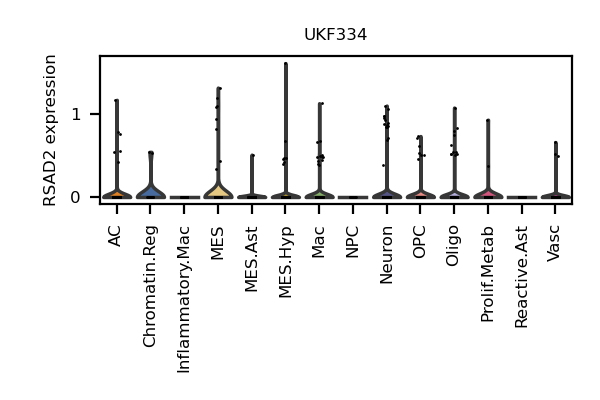 UKF334
RSAD2 expression
1
0
AC
Chromatin.Reg
Inflammatory.Mac
MES
MES.Ast
MES.Hyp
Mac
NPC
Neuron
OPC
Oligo
Prolif.Metab
Reactive.Ast
Vasc